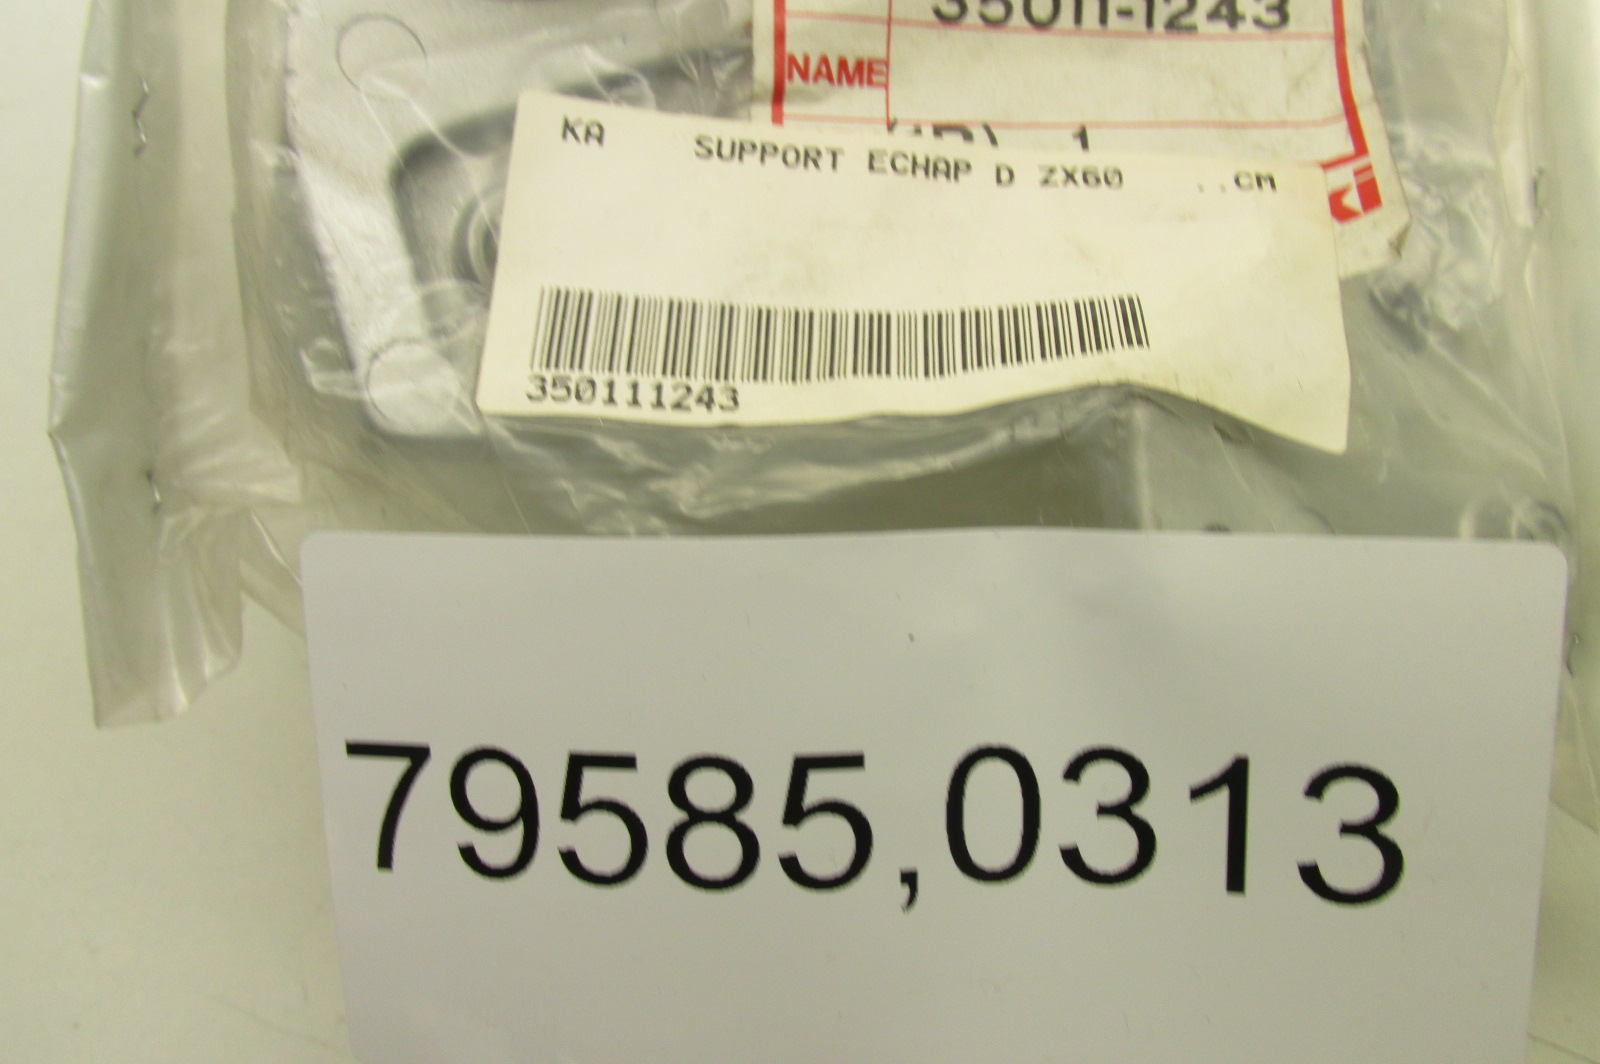 35011-1243
NAME
1
KA SUPPORT ECHAP D ZX60 ..CM
350111243
79585,0313